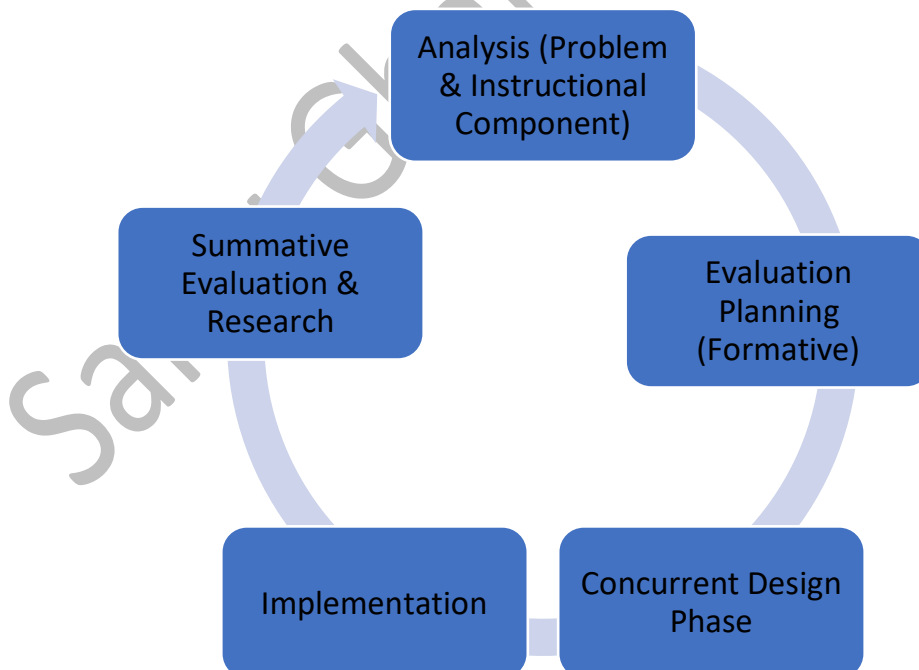 Analysis (Problem
& Instructional
Component)
Summative
Evaluation &
Research
Evaluation
Planning
(Formative)
Implementation
Concurrent Design
Phase